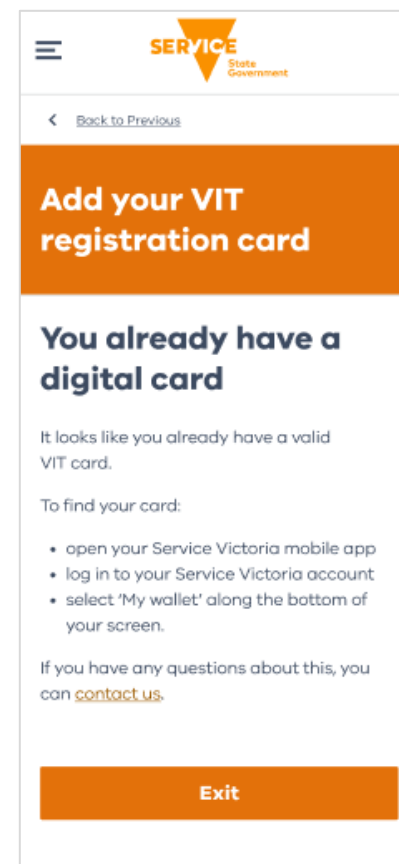 SERVICE
State
Government
Back to Previous
Add your VIT
registration card
You already have a
digital card
It looks like you already have a valid
VIT card.
To find your card:
• open your Service Victoria mobile app
• log in to your Service Victoria account
• select ‘My wallet’ along the bottom of
your screen.
If you have any questions about this, you
can contact us.
Exit